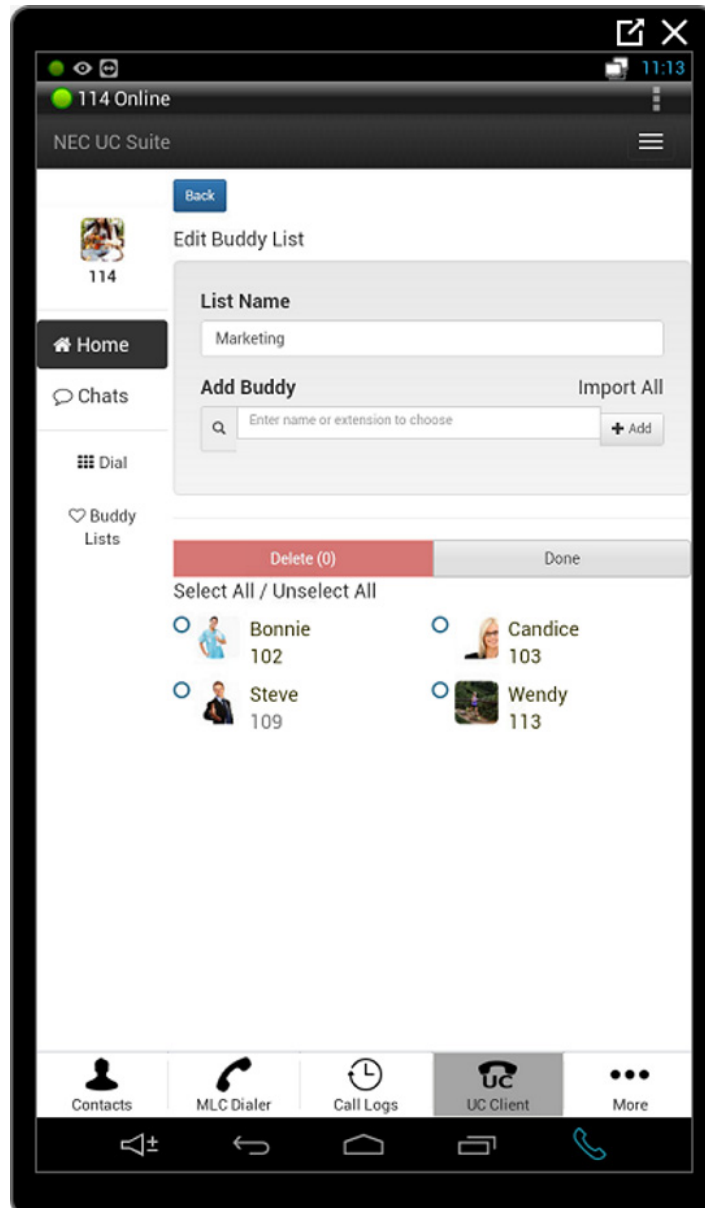 11:13
114 Online
NEC UC Suite
Back
Edit Buddy List
114
List Name
Marketing
Home
Add Buddy
Import All
Chats
Enter name or extension to choose
Add
Dial
Buddy
Lists
Delete (0)
Done
Select All / Unselect All
Bonnie
102
Candice
103
Steve
109
Wendy
113
UC
Contacts
MLC Dialer
Call Logs
UC Client
More